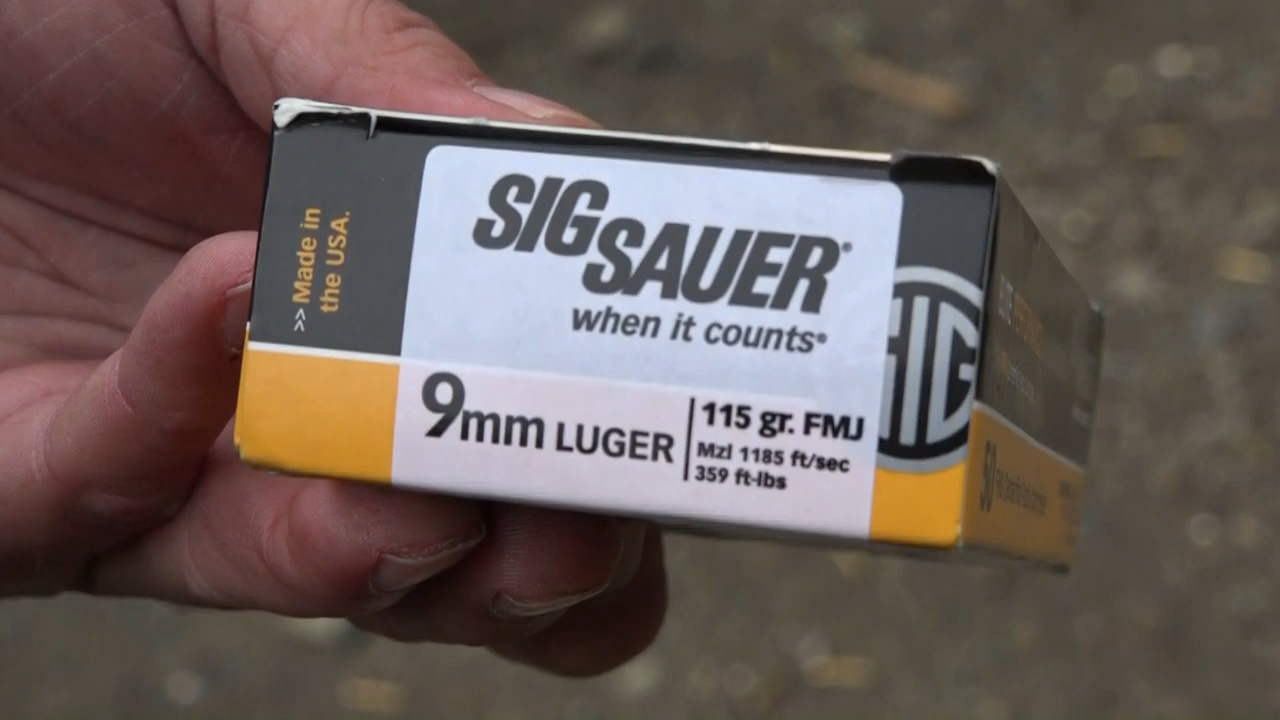 >> Made in
the USA.
SIG SAUER®
when it counts®
9mm LUGER
115 gr. FMJ
Mzl 1185 ft/sec
359 ft-lbs
SIG
50